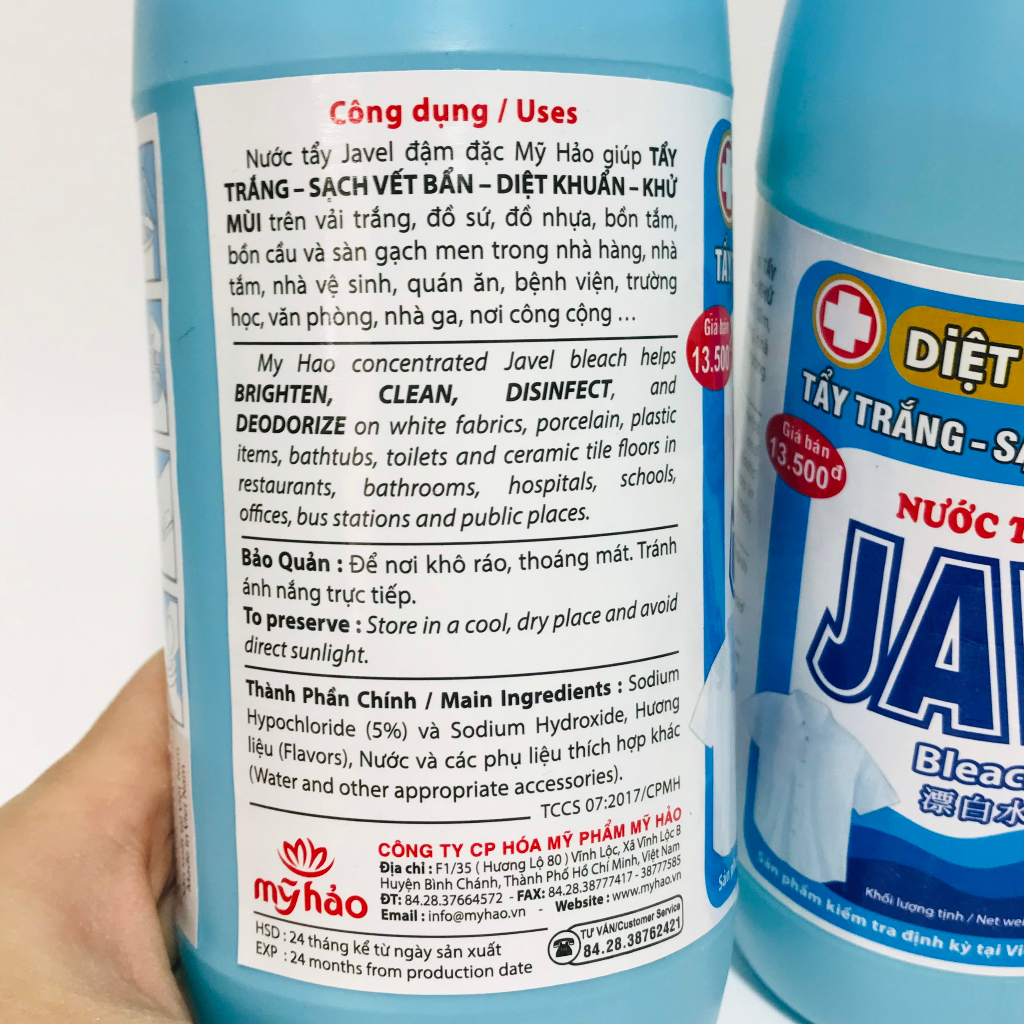 Công dụng / Uses
Nước tẩy Javel đậm đặc Mỹ Hảo giúp TẨY
TRẮNG – SẠCH VẾT BẨN – DIỆT KHUẨN – KHỬ
MÙI trên vải trắng, đồ sứ, đồ nhựa, bồn tắm,
bồn cầu và sàn gạch men trong nhà hàng, nhà
tắm, nhà vệ sinh, quán ăn, bệnh viện, trường
học, văn phòng, nhà ga, nơi công cộng ...
My Hao concentrated Javel bleach helps
BRIGHTEN, CLEAN, DISINFECT, and
DEODORIZE on white fabrics, porcelain, plastic
items, bathtubs, toilets and ceramic tile floors in
restaurants, bathrooms, hospitals, schools,
offices, bus stations and public places.
Bảo Quản : Để nơi khô ráo, thoáng mát. Tránh
ánh nắng trực tiếp.
To preserve : Store in a cool, dry place and avoid
direct sunlight.
Thành Phần Chính / Main Ingredients : Sodium
Hypochloride (5%) và Sodium Hydroxide, Hương
liệu (Flavors), Nước và các phụ liệu thích hợp khác
(Water and other appropriate accessories).
TCCS 07:2017/CPMH
mỹ hảo
CÔNG TY CP HÓA MỸ PHẨM MỸ HẢO
Địa chỉ : F1/35 ( Hương Lộ 80 ) Vĩnh Lộc, Xã Vĩnh Lộc B
Huyện Bình Chánh, Thành Phố Hồ Chí Minh, Việt Nam
ĐT: 84.28.37664572 - FAX: 84.28.38777417 - 38777585
Email : info@myhao.vn - Website : www.myhao.vn
HSD : 24 tháng kể từ ngày sản xuất
EXP : 24 months from production date
TƯ VẤN/Customer Service
84.28.38762421
Giá bán
13.500
DIỆT
TẨY TRẮNG –
Giá bán
13.500đ
NƯỚC
JAV
Bleac
漂白水
Khối lượng tịnh / Net
Sản phẩm kiểm tra định kỳ tại